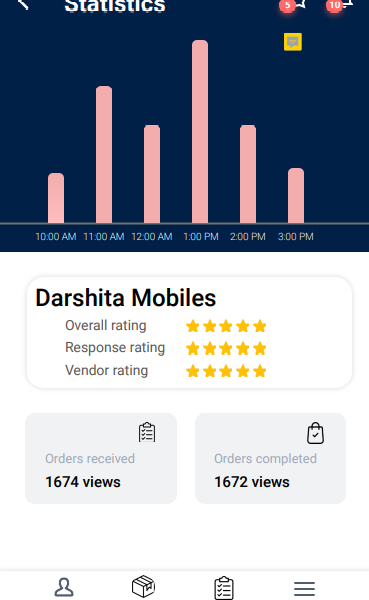 Statistics
5
10
10:00 AM 11:00 AM 12:00 AM 1:00 PM 2:00 PM 3:00 PM
Darshita Mobiles
Overall rating
Response rating
Vendor rating
Orders received
1674 views
Orders completed
1672 views